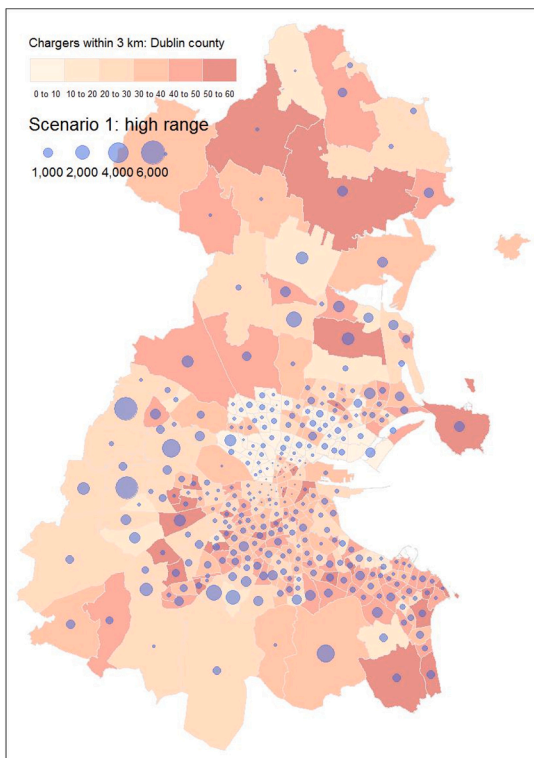 Chargers within 3 km: Dublin county
0 to 10 10 to 20 20 to 30 30 to 40 40 to 50 50 to 60
Scenario 1: high range
1,000 2,000 4,000 6,000